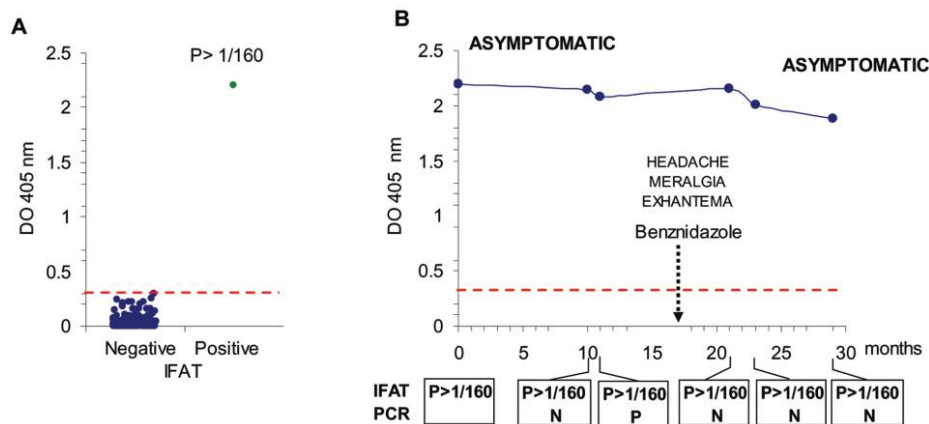 A
P> 1/160
2.5
2
1.5
1
0.5
0
DO 405 nm
Negative Positive
IFAT
B
ASYMPTOMATIC
ASYMPTOMATIC
2.5
2
1.5
1
0.5
0
DO 405 nm
HEADACHE
MERALGIA
EXHANTEMA
Benznidazole
0 10 15 20 25 30 months
IFAT P>1/160 P>1/160 P>1/160 P>1/160 P>1/160 P>1/160
PCR N P N N N